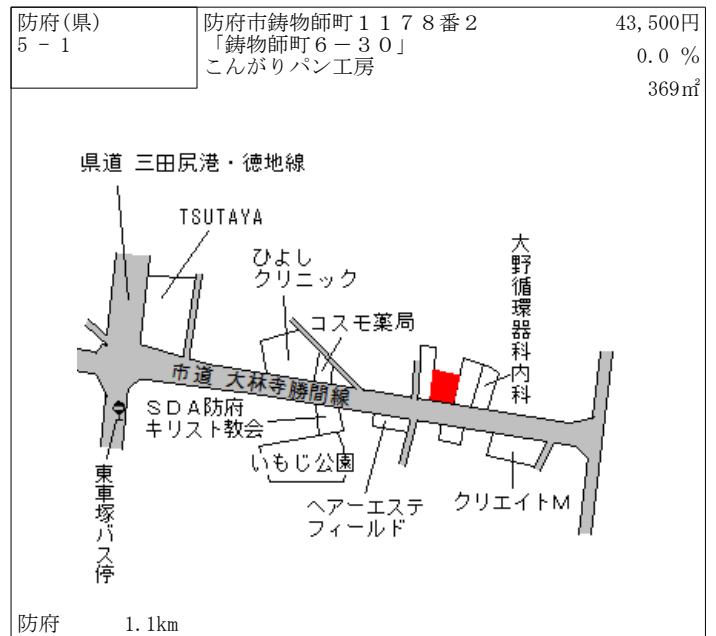 防府(県)
5 - 1
防府市鋳物師町１１７８番２
「鋳物師町６－３０」
こんがりパン工房
43,500円
0.0 %
369㎡
県道 三田尻港・徳地線
TSUTAYA
ひよし
クリニック
コスモ薬局
大野循環器科内科
市道 大林寺勝間線
ＳＤＡ防府
キリスト教会
いもじ公園
東車塚バス停
ヘアーエステ
フィールド
クリエイトＭ
防府 1.1km